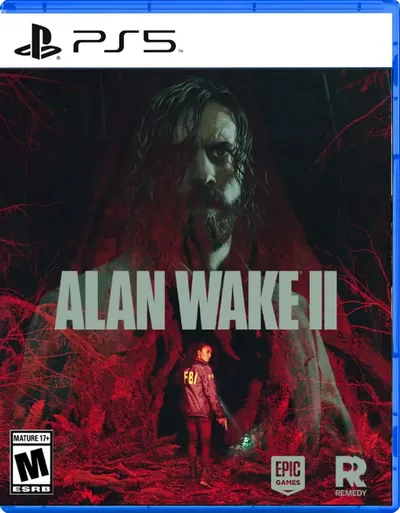 PS5
ALAN WAKE II
FBI
MATURE 17+
M
ESRB
EPIC
GAMES
R
REMEDY